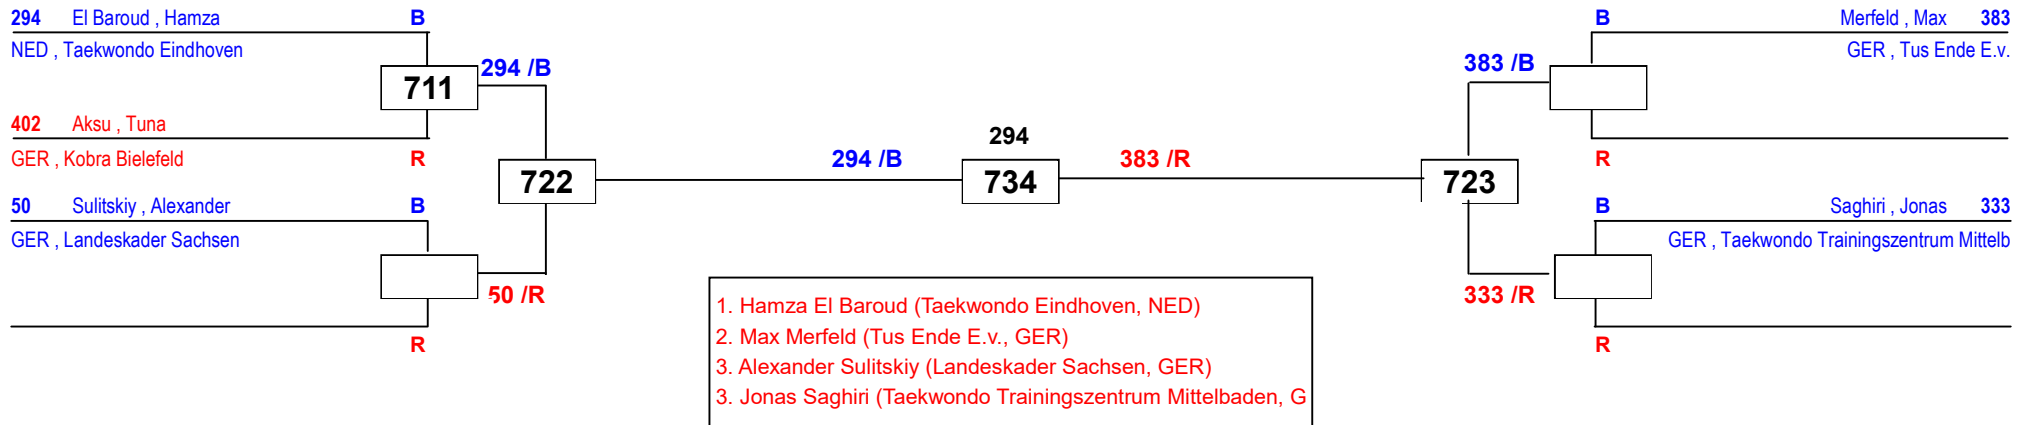 294 El Baroud , Hamza B
NED , Taekwondo Eindhoven
294 /B
711
402 Aksu , Tuna
GER , Kobra Bielefeld R
722
50 Sulitskiy , Alexander B
GER , Landeskader Sachsen
50 /R
R
294 /B
294
734
383 /R
B Merfeld , Max 383
GER , Tus Ende E.v.
383 /B
R
723
B Saghiri , Jonas 333
GER , Taekwondo Trainingszentrum Mittelb
333 /R
R
1. Hamza El Baroud (Taekwondo Eindhoven, NED)
2. Max Merfeld (Tus Ende E.v., GER)
3. Alexander Sulitskiy (Landeskader Sachsen, GER)
3. Jonas Saghiri (Taekwondo Trainingszentrum Mittelbaden, G